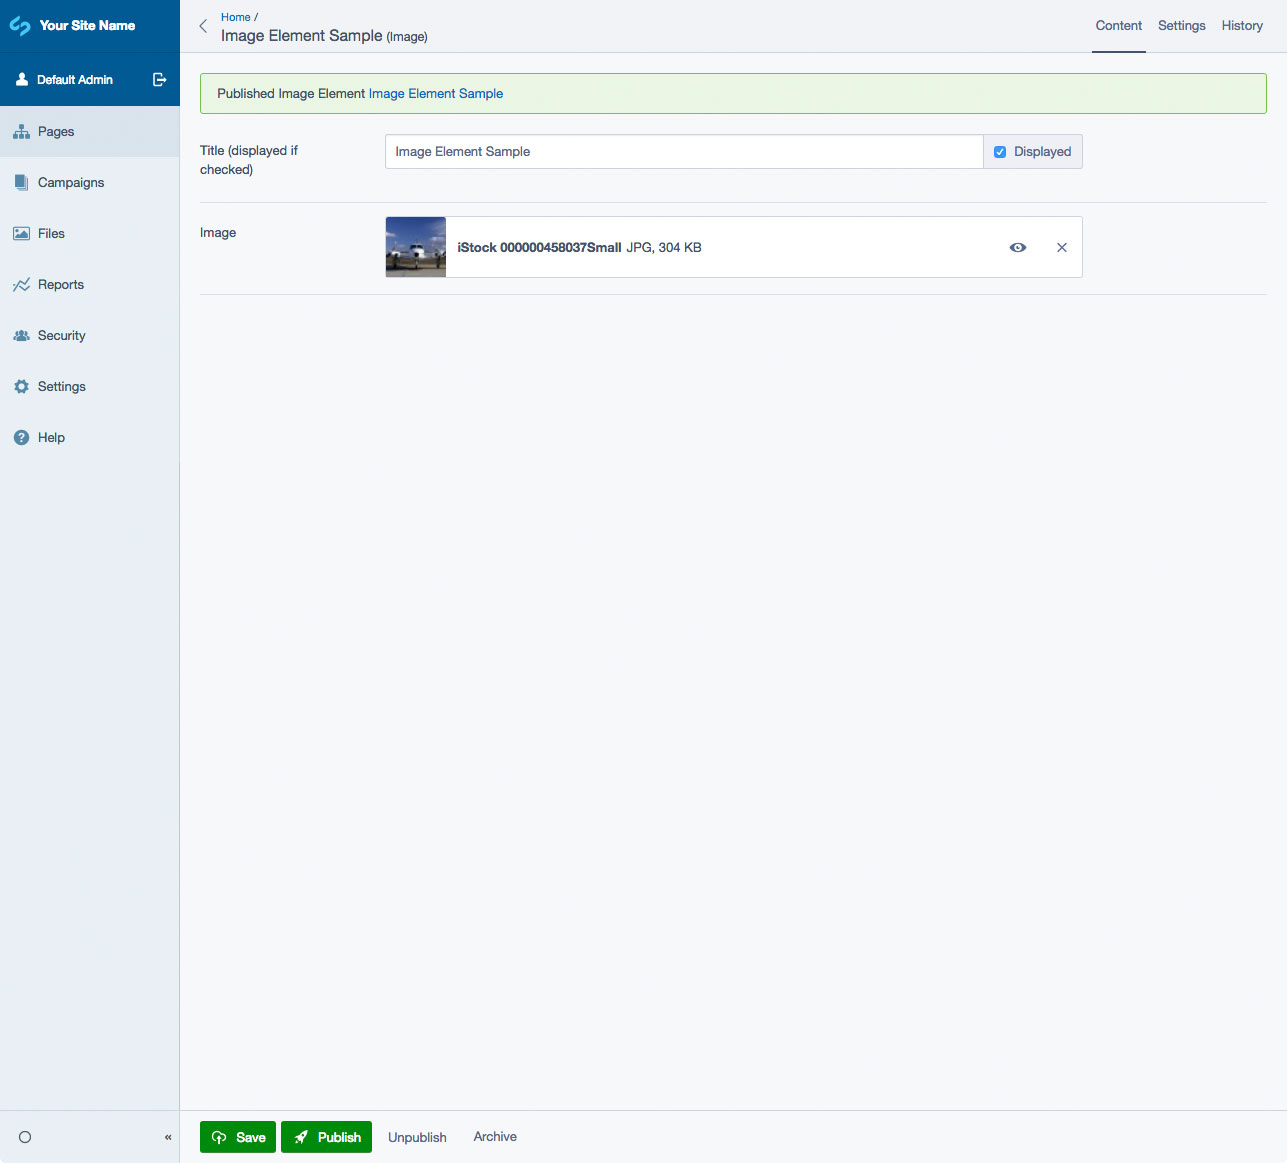 Your Site Name
Default Admin
Pages
Campaigns
Files
Reports
Security
Settings
Help
«
Home /
Image Element Sample (Image)
Content Settings History
Published Image Element Image Element Sample
Title (displayed if
checked)
Image Element Sample
Displayed
Image
iStock 000000458037Small JPG, 304 KB
Save Publish Unpublish Archive